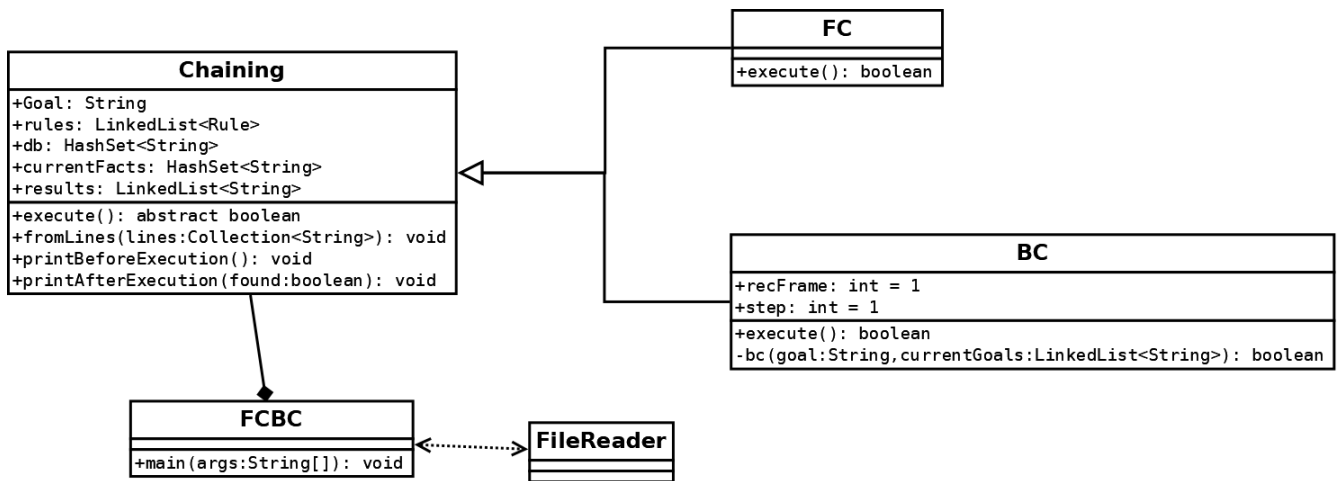 FC
+execute(): boolean
Chaining
+Goal: String
+rules: LinkedList<Rule>
+db: HashSet<String>
+currentFacts: HashSet<String>
+results: LinkedList<String>
+execute(): abstract boolean
+fromLines(lines:Collection<String>): void
+printBeforeExecution(): void
+printAfterExecution(found:boolean): void
BC
+recFrame: int = 1
+step: int = 1
+execute(): boolean
-bc(goal:String,currentGoals:LinkedList<String>): boolean
FCBC
+main(args:String[]): void
FileReader